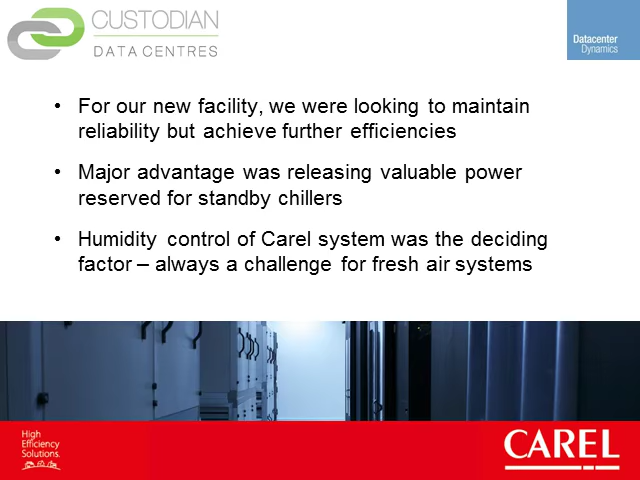 CUSTODIAN
DATA CENTRES
Datacenter
Dynamics
• For our new facility, we were looking to maintain
reliability but achieve further efficiencies
• Major advantage was releasing valuable power
reserved for standby chillers
• Humidity control of Carel system was the deciding
factor – always a challenge for fresh air systems
High
Efficiency
Solutions.
CAREL